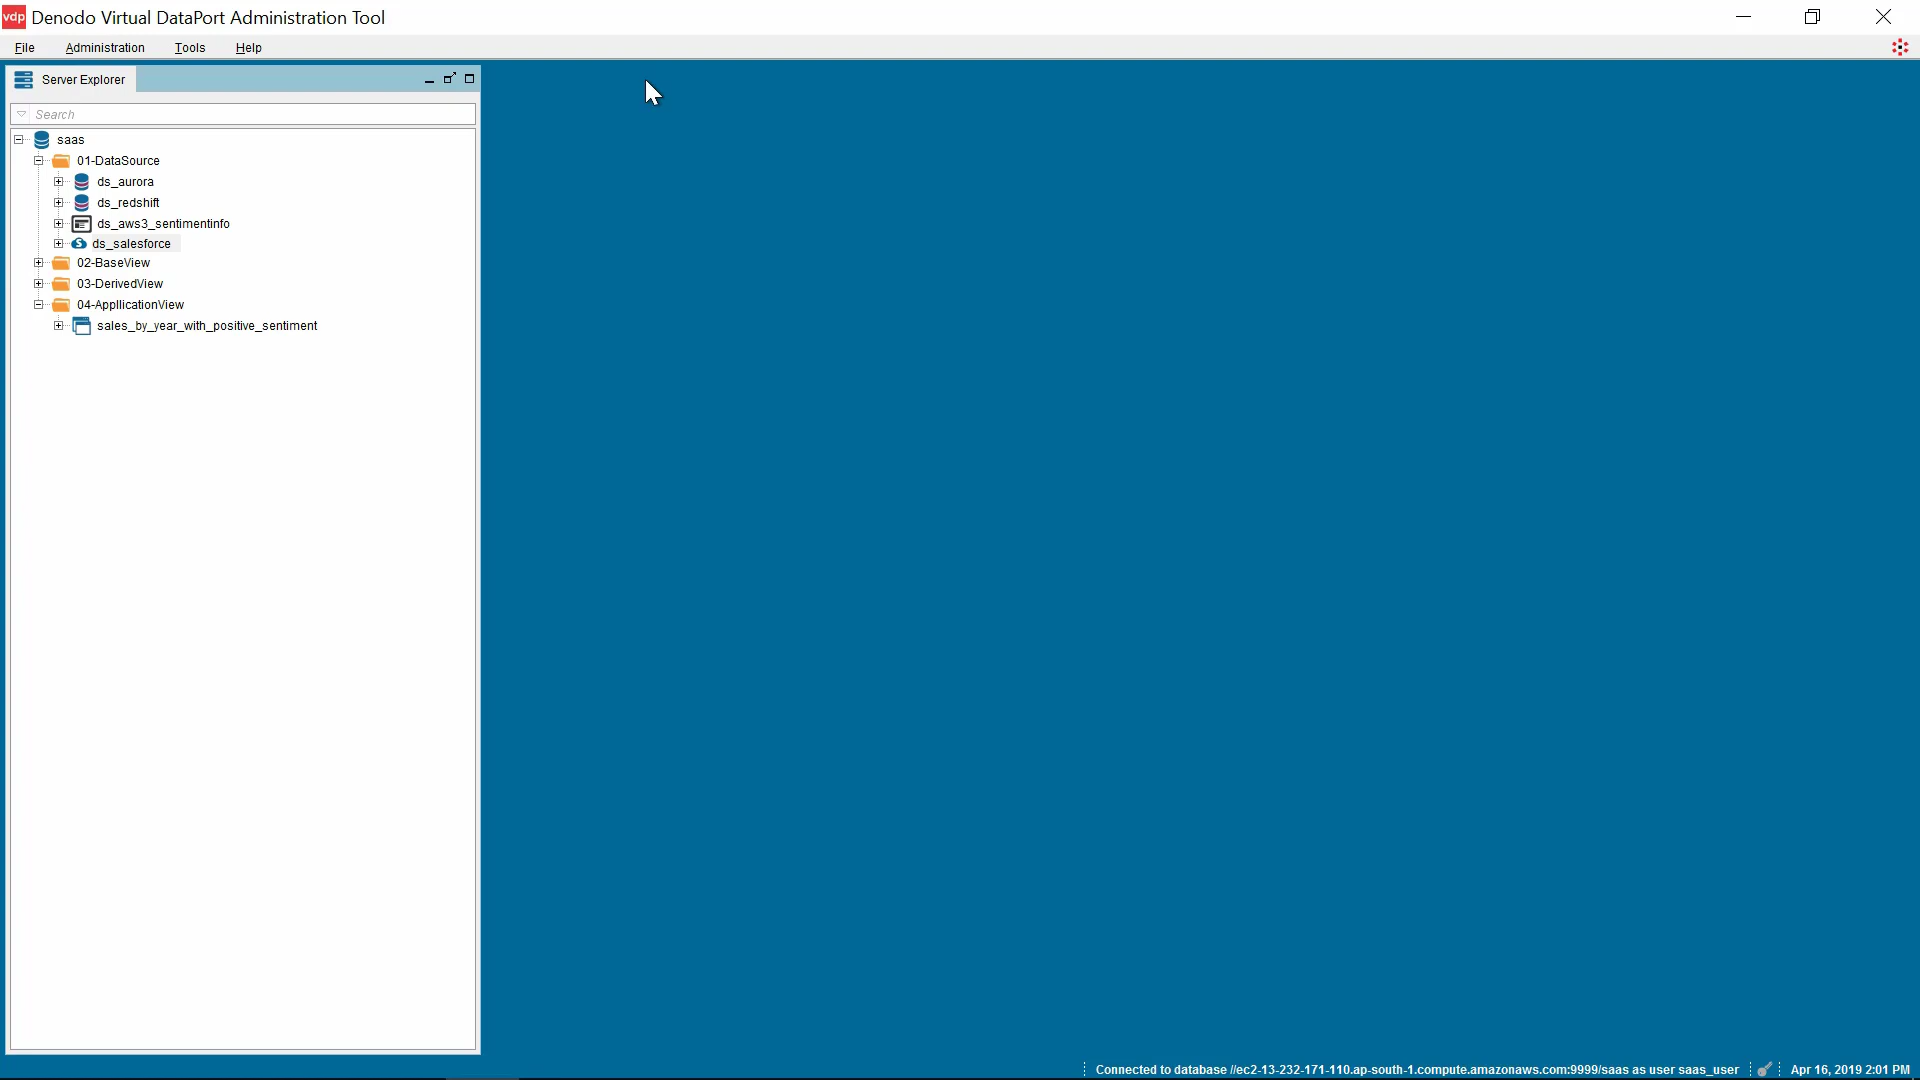 vdp Denodo Virtual DataPort Administration Tool
File Administration Tools Help
Server Explorer
Search
saas
01-DataSource
ds_aurora
ds_redshift
ds_aws3_sentimentinfo
ds_salesforce
02-BaseView
03-DerivedView
04-AppllicationView
sales_by_year_with_positive_sentiment
Connected to database //ec2-13-232-171-110.ap-south-1.compute.amazonaws.com:9999/saas as user saas_user Apr 16, 2019 2:01 PM